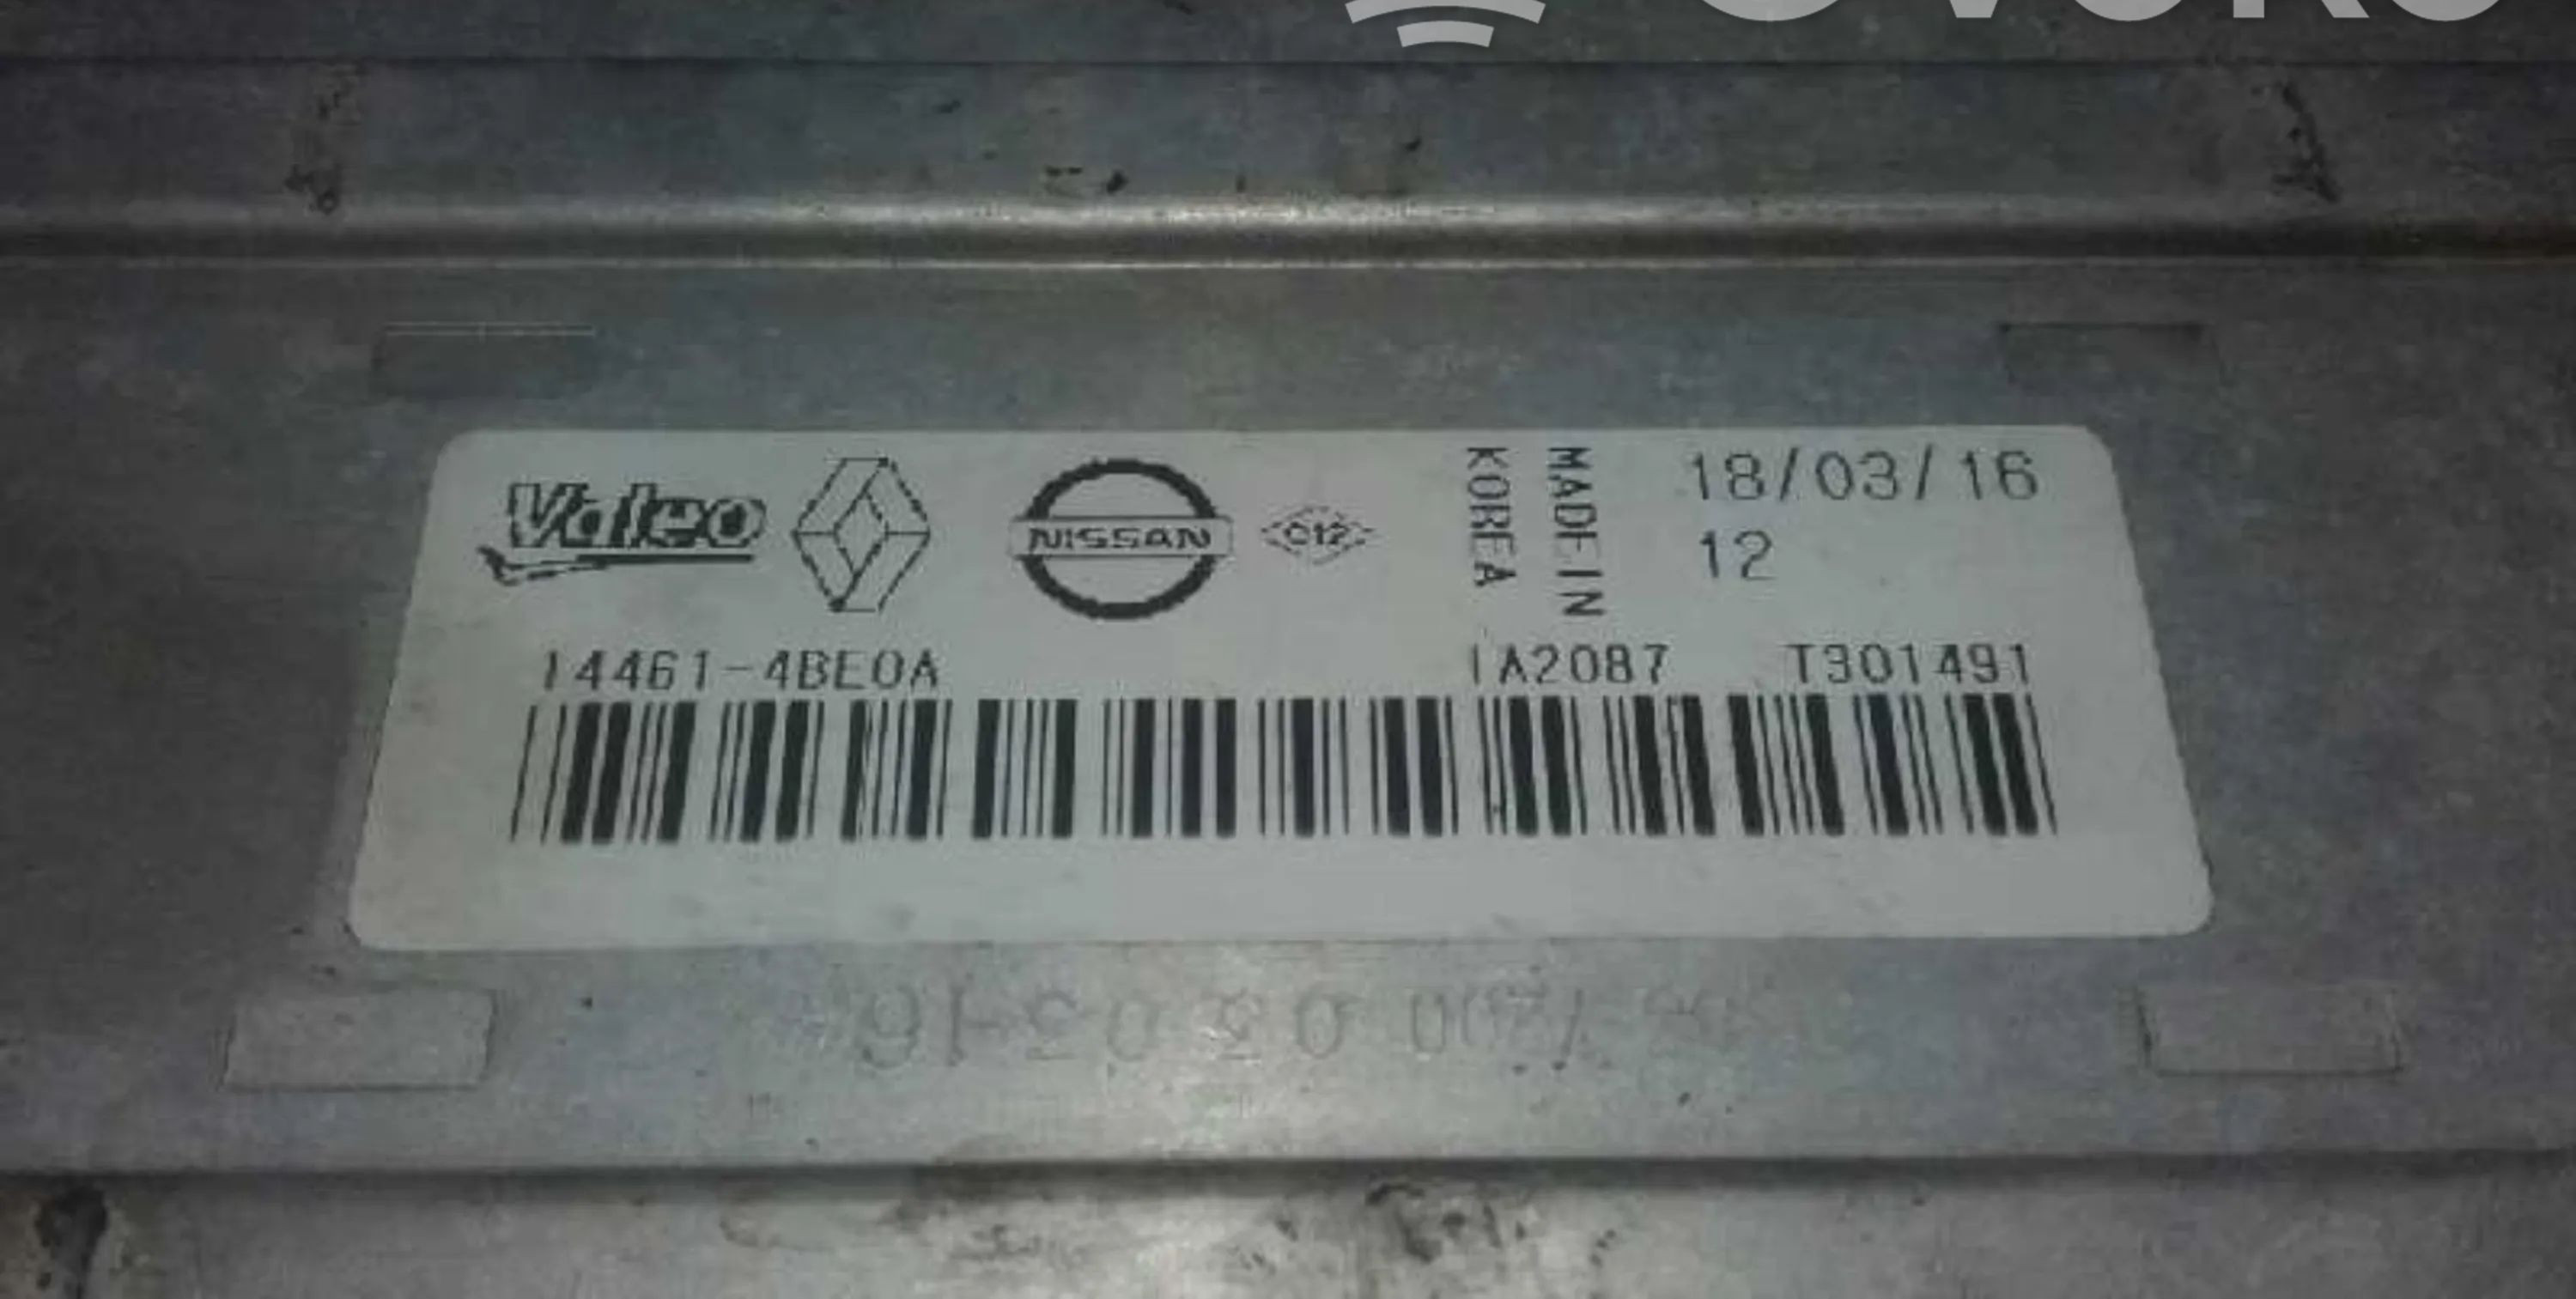 Valeo NISSAN C12 MADE IN KOREA 18/03/16
12
14461-4BE0A IA2087 T301491